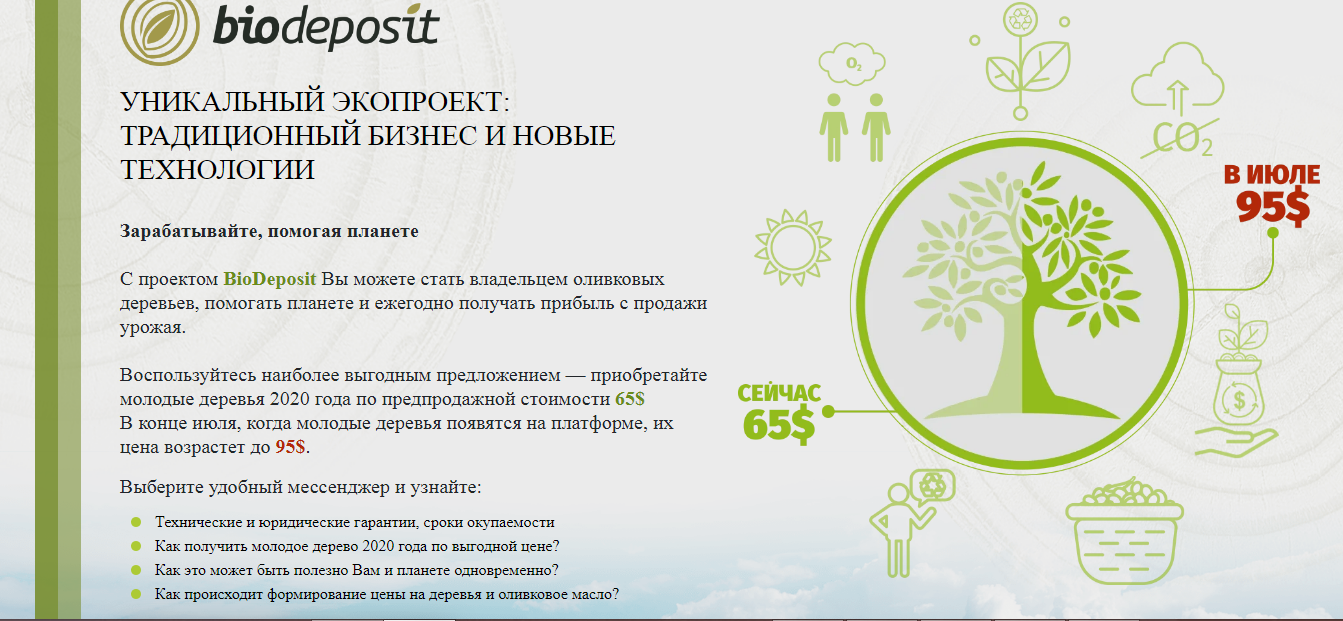 biodeposit
УНИКАЛЬНЫЙ ЭКОПРОЕКТ:
ТРАДИЦИОННЫЙ БИЗНЕС И НОВЫЕ
ТЕХНОЛОГИИ
Зарабатывайте, помогая планете
С проектом BioDeposit Вы можете стать владельцем оливковых
деревьев, помогать планете и ежегодно получать прибыль с продажи
урожая.
Воспользуйтесь наиболее выгодным предложением — приобретайте
молодые деревья 2020 года по предпродажной стоимости 65$
В конце июля, когда молодые деревья появятся на платформе, их
цена возрастет до 95$.
Выберите удобный мессенджер и узнайте:
Технические и юридические гарантии, сроки окупаемости
Как получить молодое дерево 2020 года по выгодной цене?
Как это может быть полезно Вам и планете одновременно?
Как происходит формирование цены на деревья и оливковое масло?
O2
CO2
В ИЮЛЕ
95$
СЕЙЧАС
65$
$